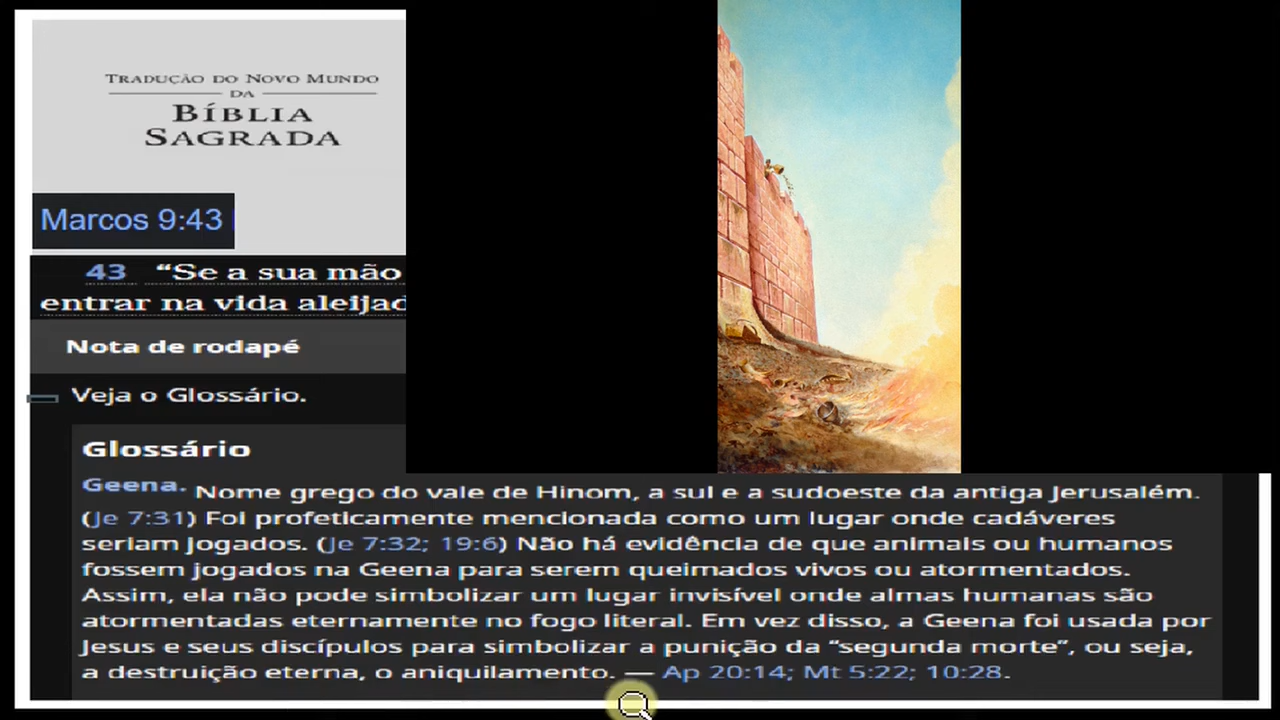 TRADUÇÃO DO NOVO MUNDO
DA
BÍBLIA
SAGRADA
Marcos 9:43
43 “Se a sua mão
entrar na vida aleijad
Nota de rodapé
Veja o Glossário.
Glossário
Geena. Nome grego do vale de Hinom, a sul e a sudoeste da antiga Jerusalém.
(Je 7:31) Foi profeticamente mencionada como um lugar onde cadáveres
seriam jogados. (Je 7:32; 19:6) Não há evidência de que animais ou humanos
fossem jogados na Geena para serem queimados vivos ou atormentados.
Assim, ela não pode simbolizar um lugar invisível onde almas humanas são
atormentadas eternamente no fogo literal. Em vez disso, a Geena foi usada por
Jesus e seus discípulos para simbolizar a punição da “segunda morte”, ou seja,
a destruição eterna, o aniquilamento. — Ap 20:14; Mt 5:22; 10:28.